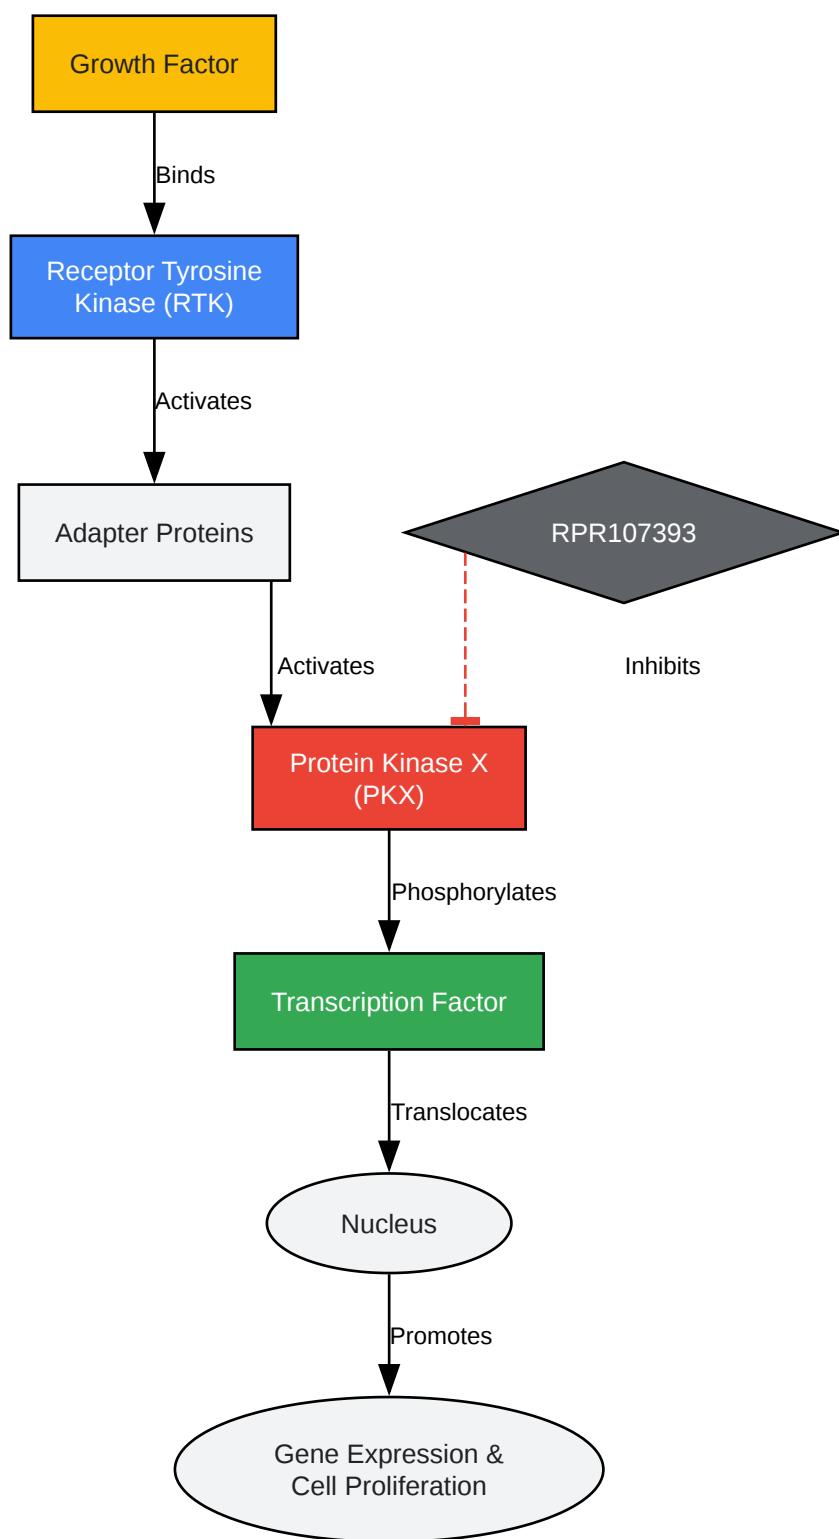 Growth Factor
Binds
Receptor Tyrosine
Kinase (RTK)
Activates
Adapter Proteins
RPR107393
Activates
Inhibits
Protein Kinase X
(PKX)
Phosphorylates
Transcription Factor
Translocates
Nucleus
Promotes
Gene Expression &
Cell Proliferation